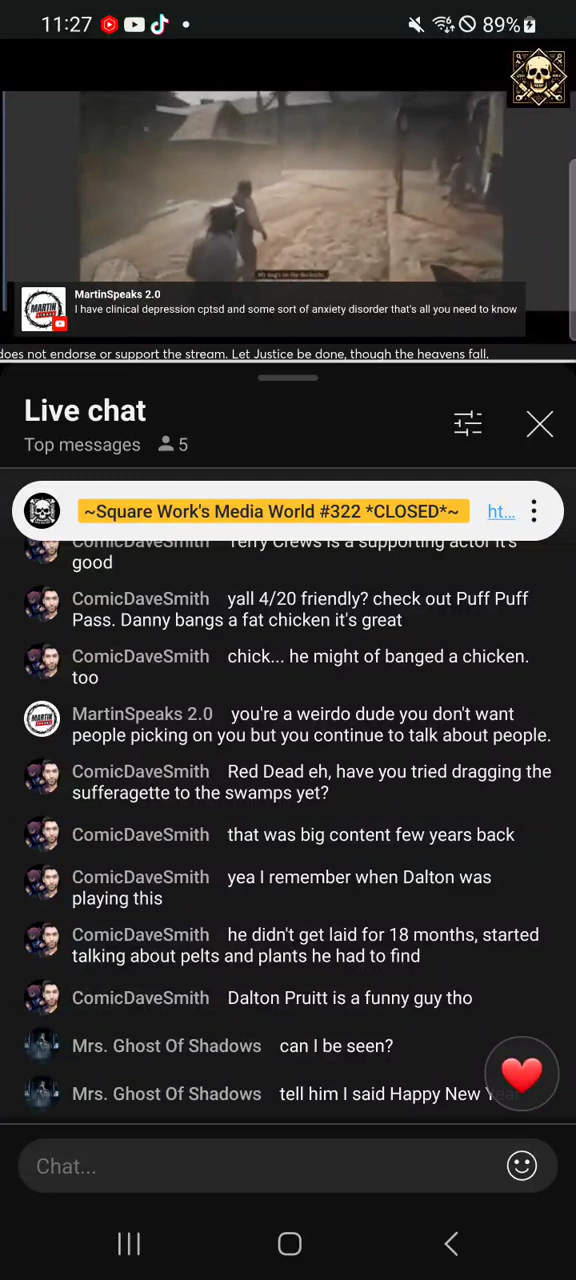 11:27
89%
MartinSpeaks 2.0
I have clinical depression cptsd and some sort of anxiety disorder that's all you need to know
does not endorse or support the stream. Let Justice be done, though the heavens fall.
Live chat
Top messages 5
~Square Work's Media World #322 *CLOSED*~ ht...
ComicDaveSmith Terry Crews is a supporting actor it's
good
ComicDaveSmith yall 4/20 friendly? check out Puff Puff
Pass. Danny bangs a fat chicken it's great
ComicDaveSmith chick... he might of banged a chicken.
too
MartinSpeaks 2.0 you're a weirdo dude you don't want
people picking on you but you continue to talk about people.
ComicDaveSmith Red Dead eh, have you tried dragging the
sufferagette to the swamps yet?
ComicDaveSmith that was big content few years back
ComicDaveSmith yea I remember when Dalton was
playing this
ComicDaveSmith he didn't get laid for 18 months, started
talking about pelts and plants he had to find
ComicDaveSmith Dalton Pruitt is a funny guy tho
Mrs. Ghost Of Shadows can I be seen?
Mrs. Ghost Of Shadows tell him I said Happy New Year
Chat...